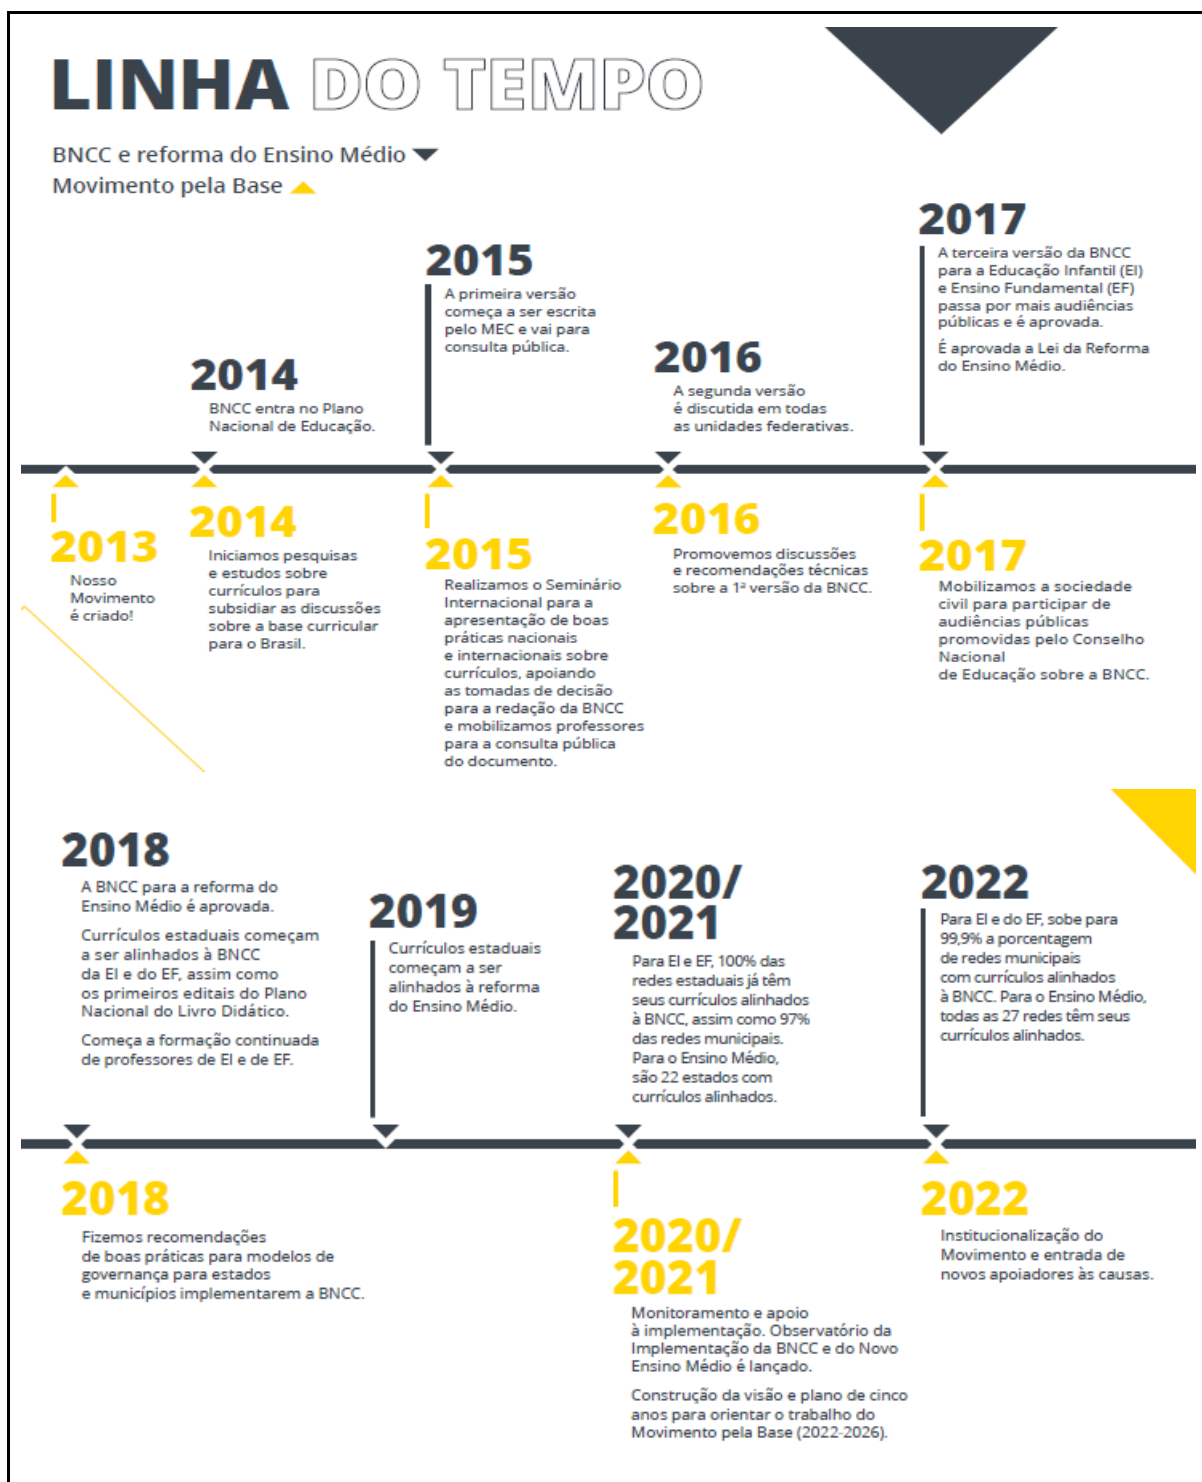 LINHA DO TEMPO
BNCC e reforma do Ensino Médio
Movimento pela Base
2014
BNCC entra no Plano
Nacional de Educação.
2015
A primeira versão
começa a ser escrita
pelo MEC e vai para
consulta pública.
2016
A segunda versão
é discutida em todas
as unidades federativas.
2017
A terceira versão da BNCC
para a Educação Infantil (EI)
e Ensino Fundamental (EF)
passa por mais audiências
públicas e é aprovada.
É aprovada a Lei da Reforma
do Ensino Médio.
2013
Nosso
Movimento
é criado!
2014
Iniciamos pesquisas
e estudos sobre
currículos para
subsidiar as discussões
sobre a base curricular
para o Brasil.
2015
Realizamos o Seminário
Internacional para a
apresentação de boas
práticas nacionais
e internacionais sobre
currículos, apoiando
as tomadas de decisão
para a redação da BNCC
e mobilizamos professores
para a consulta pública
do documento.
2016
Promovemos discussões
e recomendações técnicas
sobre a 1ª versão da BNCC.
2017
Mobilizamos a sociedade
civil para participar de
audiências públicas
promovidas pelo Conselho
Nacional
de Educação sobre a BNCC.
2018
A BNCC para a reforma do
Ensino Médio é aprovada.
Currículos estaduais começam
a ser alinhados à BNCC
da EI e do EF, assim como
os primeiros editais do Plano
Nacional do Livro Didático.
Começa a formação continuada
de professores de EI e de EF.
2019
Currículos estaduais
começam a ser
alinhados à reforma
do Ensino Médio.
2020/
2021
Para EI e EF, 100% das
redes estaduais já têm
seus currículos alinhados
à BNCC, assim como 97%
das redes municipais.
Para o Ensino Médio,
são 22 estados com
currículos alinhados.
2022
Para EI e do EF, sobe para
99,9% a porcentagem
de redes municipais
com currículos alinhados
à BNCC. Para o Ensino Médio,
todas as 27 redes têm seus
currículos alinhados.
2018
Fizemos recomendações
de boas práticas para modelos de
governança para estados
e municípios implementarem a BNCC.
2020/
2021
Monitoramento e apoio
à implementação. Observatório da
Implementação da BNCC e do Novo
Ensino Médio é lançado.
Construção da visão e plano de cinco
anos para orientar o trabalho do
Movimento pela Base (2022-2026).
2022
Institucionalização do
Movimento e entrada de
novos apoiadores às causas.